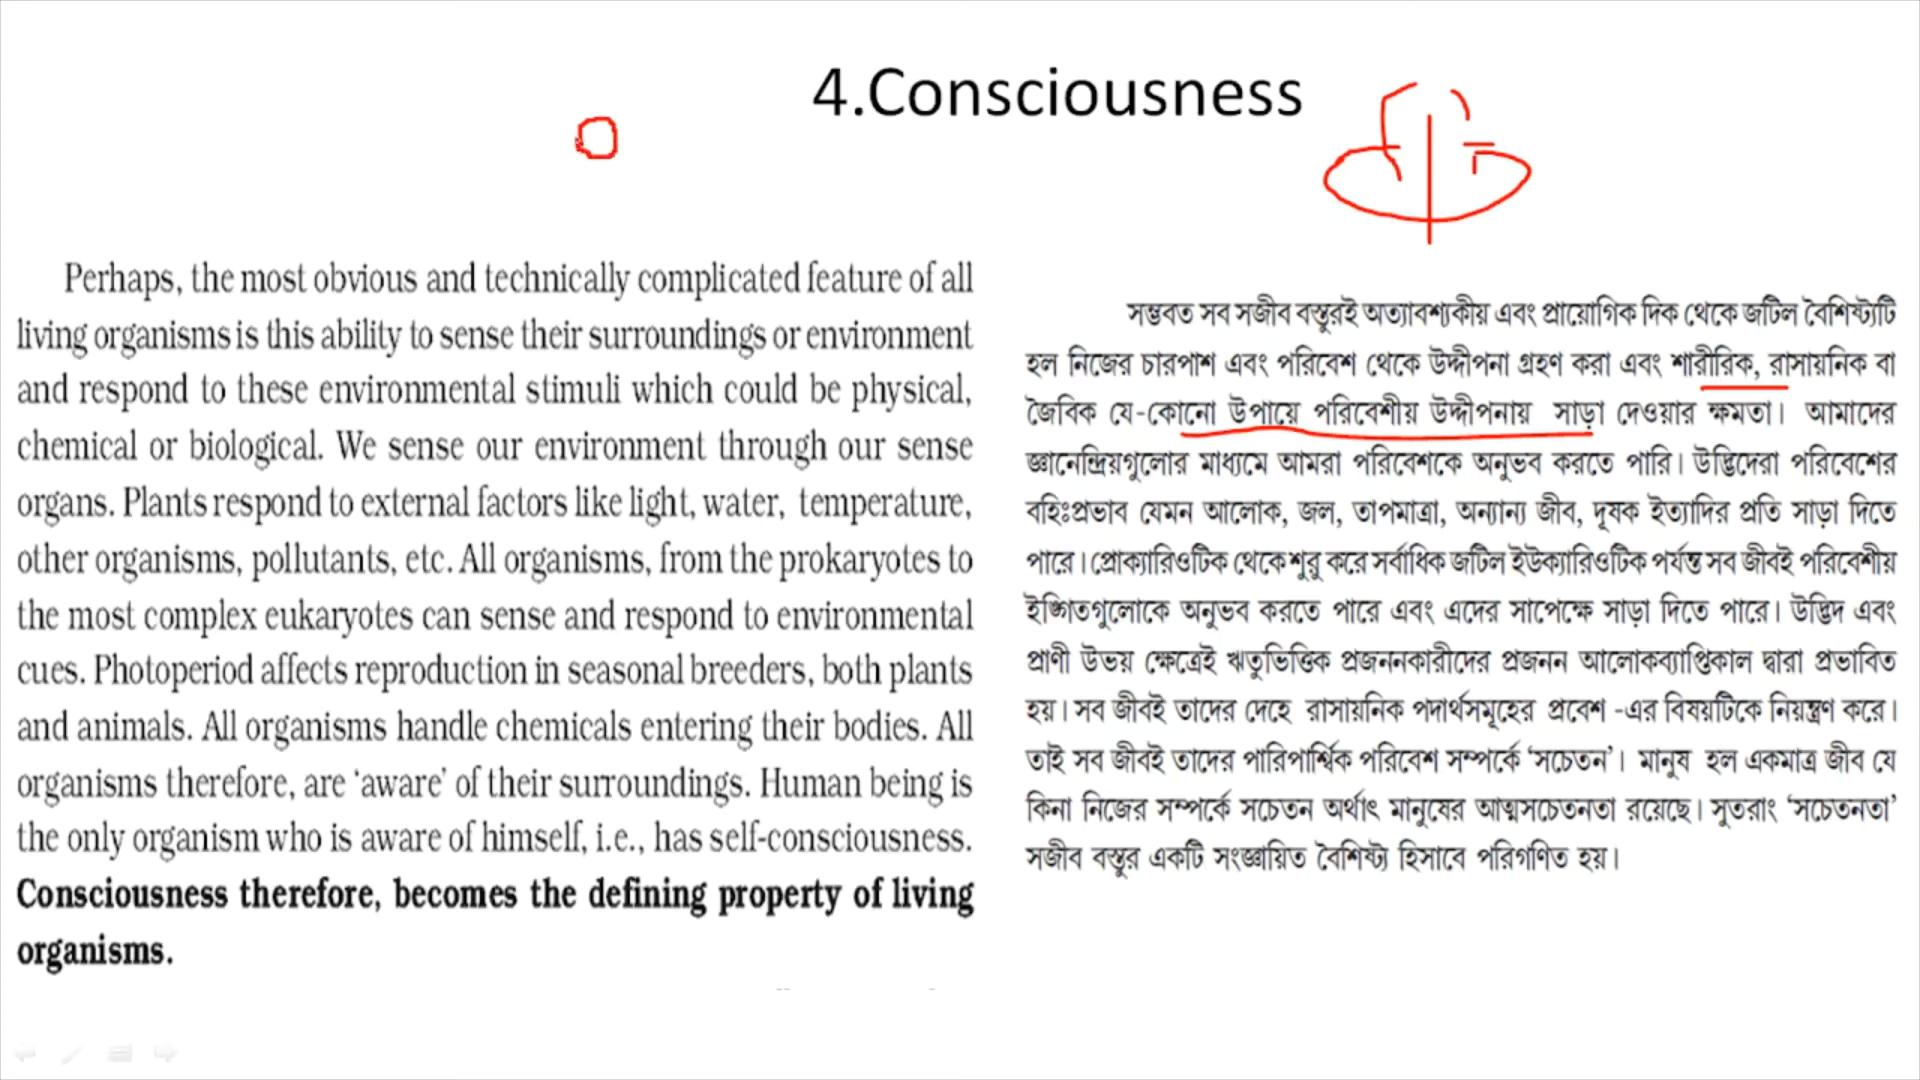 4.Consciousness
Perhaps, the most obvious and technically complicated feature of all
living organisms is this ability to sense their surroundings or environment
and respond to these environmental stimuli which could be physical,
chemical or biological. We sense our environment through our sense
organs. Plants respond to external factors like light, water, temperature,
other organisms, pollutants, etc. All organisms, from the prokaryotes to
the most complex eukaryotes can sense and respond to environmental
cues. Photoperiod affects reproduction in seasonal breeders, both plants
and animals. All organisms handle chemicals entering their bodies. All
organisms therefore, are ‘aware’ of their surroundings. Human being is
the only organism who is aware of himself, i.e., has self-consciousness.
Consciousness therefore, becomes the defining property of living
organisms.
সম্ভবত সব সজীব বস্তুরই অত্যাবশ্যকীয় এবং প্রায়োগিক দিক থেকে জটিল বৈশিষ্ট্যটি
হল নিজের চারপাশ এবং পরিবেশ থেকে উদ্দীপনা গ্রহণ করা এবং শারীরিক, রাসায়নিক বা
জৈবিক যে-কোনো উপায়ে পরিবেশীয় উদ্দীপনায় সাড়া দেওয়ার ক্ষমতা। আমাদের
জ্ঞানেন্দ্রিয়গুলোর মাধ্যমে আমরা পরিবেশকে অনুভব করতে পারি। উদ্ভিদেরা পরিবেশের
বহিঃপ্রভাব যেমন আলোক, জল, তাপমাত্রা, অন্যান্য জীব, দূষক ইত্যাদির প্রতি সাড়া দিতে
পারে। প্রোক্যারিওটিক থেকে শুরু করে সর্বাধিক জটিল ইউক্যারিওটিক পর্যন্ত সব জীবই পরিবেশীয়
ইঙ্গিতগুলোকে অনুভব করতে পারে এবং এদের সাপেক্ষে সাড়া দিতে পারে। উদ্ভিদ এবং
প্রাণী উভয় ক্ষেত্রেই ঋতুভিত্তিক প্রজননকারীদের প্রজনন আলোকব্যাপ্তিকাল দ্বারা প্রভাবিত
হয়। সব জীবই তাদের দেহে রাসায়নিক পদার্থসমূহের প্রবেশ -এর বিষয়টিকে নিয়ন্ত্রণ করে।
তাই সব জীবই তাদের পারিপার্শ্বিক পরিবেশ সম্পর্কে ‘সচেতন’। মানুষ হল একমাত্র জীব যে
কিনা নিজের সম্পর্কে সচেতন অর্থাৎ মানুষের আত্মসচেতনতা রয়েছে। সুতরাং ‘সচেতনতা’
সজীব বস্তুর একটি সংজ্ঞায়িত বৈশিষ্ট্য হিসাবে পরিগণিত হয়।